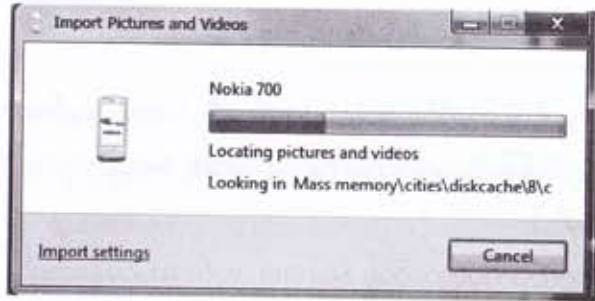 Import Pictures and Videos
Nokia 700
Locating pictures and videos
Looking in Mass memory\cities\diskcache\8\c
Import settings
Cancel